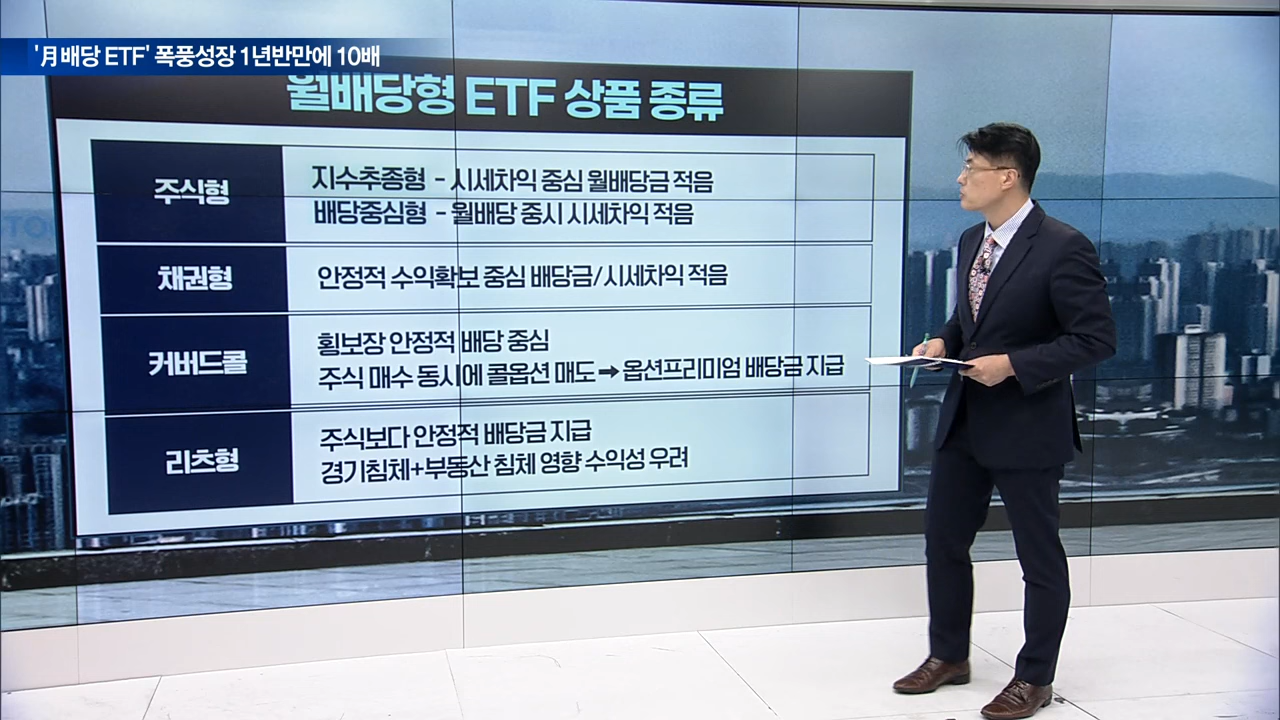 '月배당 ETF' 폭풍성장 1년반만에 10배
월배당형 ETF 상품 종류
주식형
지수추종형 - 시세차익 중심 월배당금 적음
배당중심형 - 월배당 중시 시세차익 적음
채권형
안정적 수익확보 중심 배당금/시세차익 적음
커버드콜
횡보장 안정적 배당 중심
주식 매수 동시에 콜옵션 매도 ➡ 옵션프리미엄 배당금 지급
리츠형
주식보다 안정적 배당금 지급
경기침체+부동산 침체 영향 수익성 우려